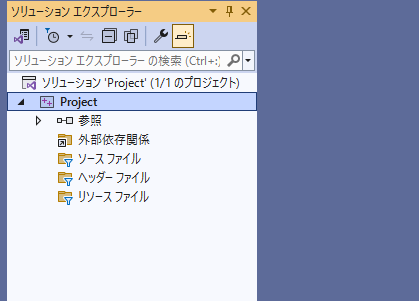 ソリューション エクスプローラー
ソリューション エクスプローラー の検索 (Ctrl+:)
ソリューション 'Project' (1/1 のプロジェクト)
Project
参照
外部依存関係
ソース ファイル
ヘッダー ファイル
リソース ファイル